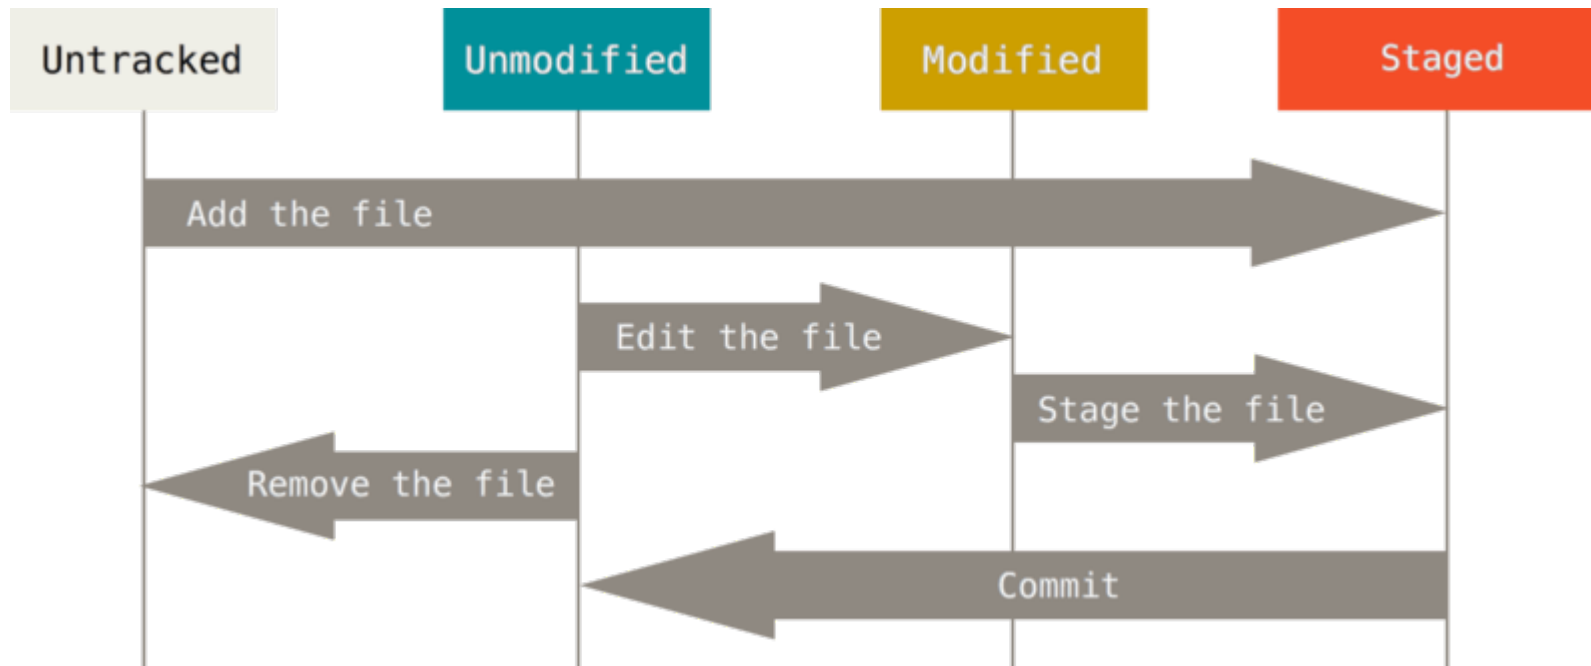 Untracked
Unmodified
Modified
Staged
Add the file
Edit the file
Stage the file
Remove the file
Commit